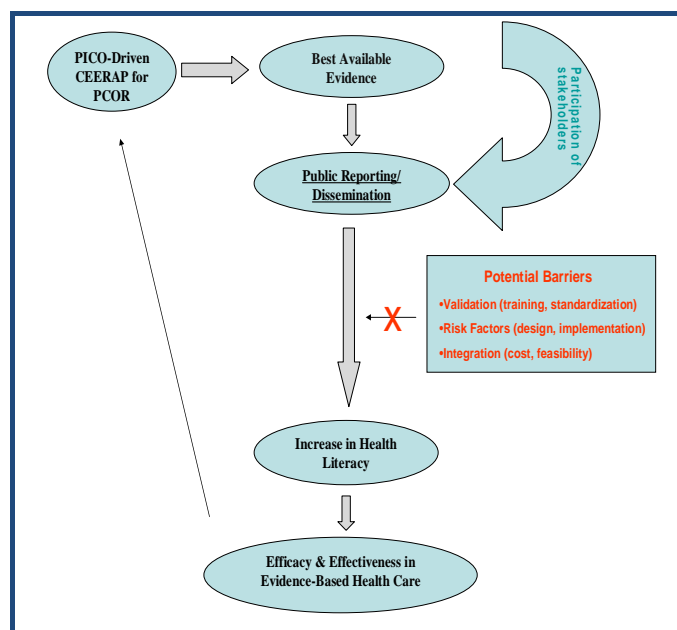 PICO-Driven
CEERAP for
PCOR
Best Available
Evidence
Participation of
stakeholders
Public Reporting/
Dissemination
Potential Barriers
•Validation (training, standardization)
•Risk Factors (design, implementation)
•Integration (cost, feasibility)
X
Increase in Health
Literacy
Efficacy & Effectiveness in
Evidence-Based Health Care